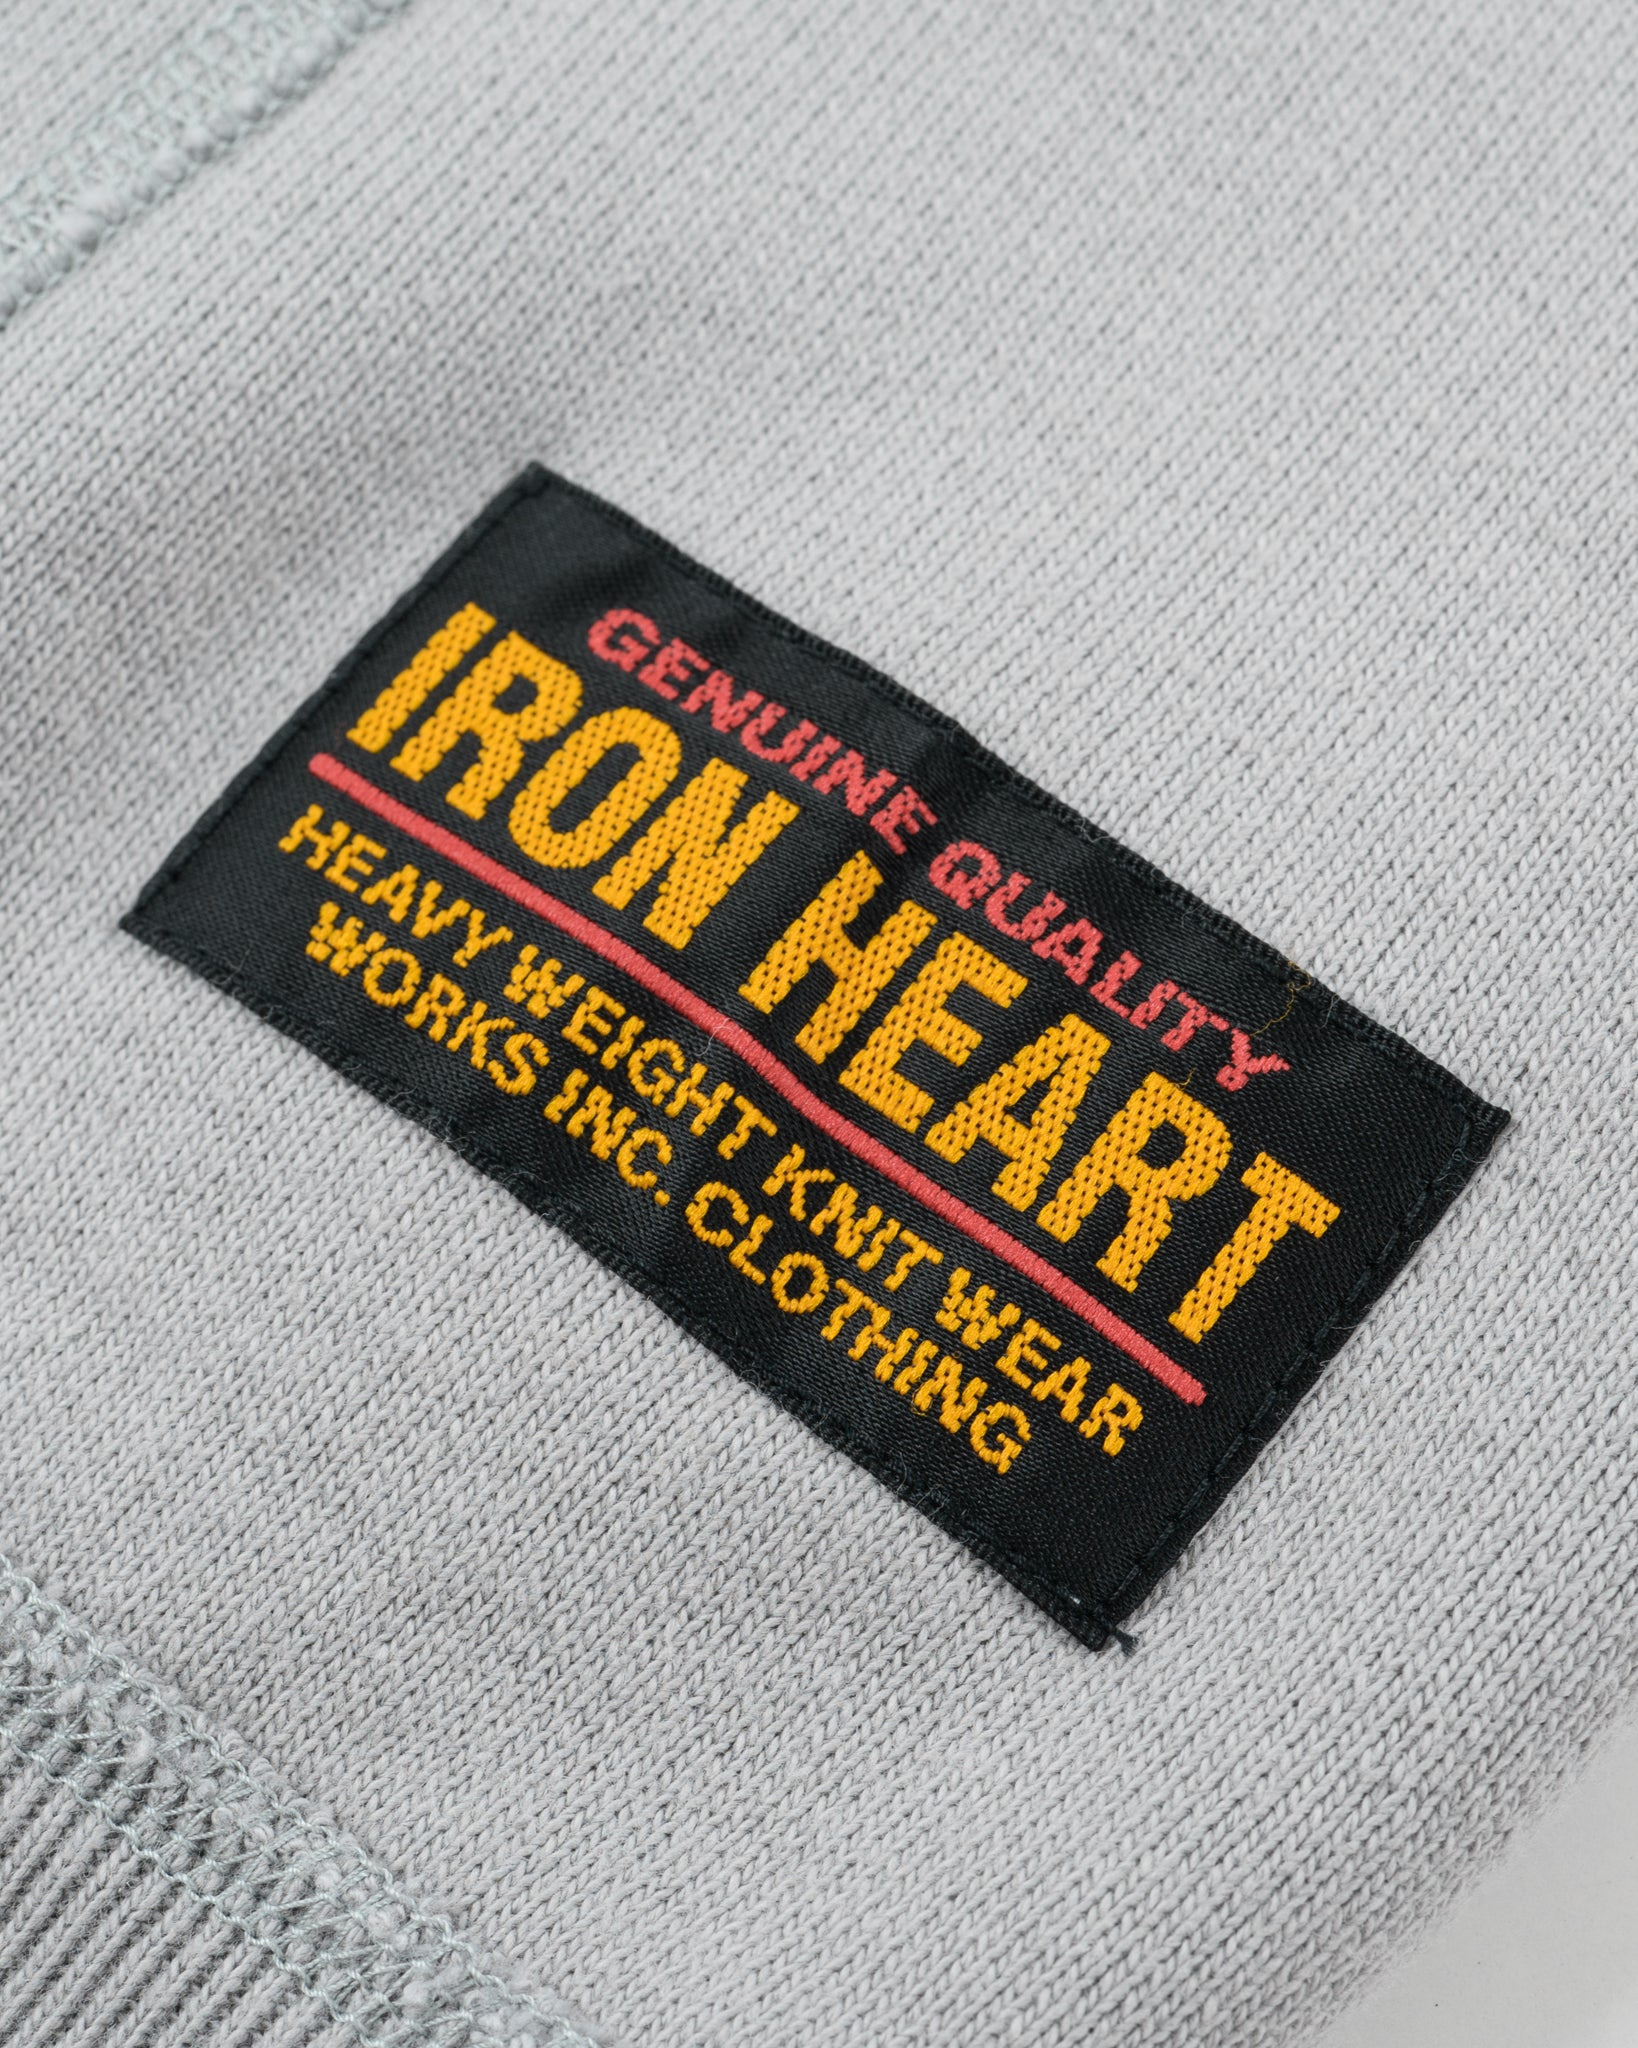 GENUINE QUALITY
IRON HEART
HEAVY WEIGHT KNIT WEAR
WORKS INC. CLOTHING